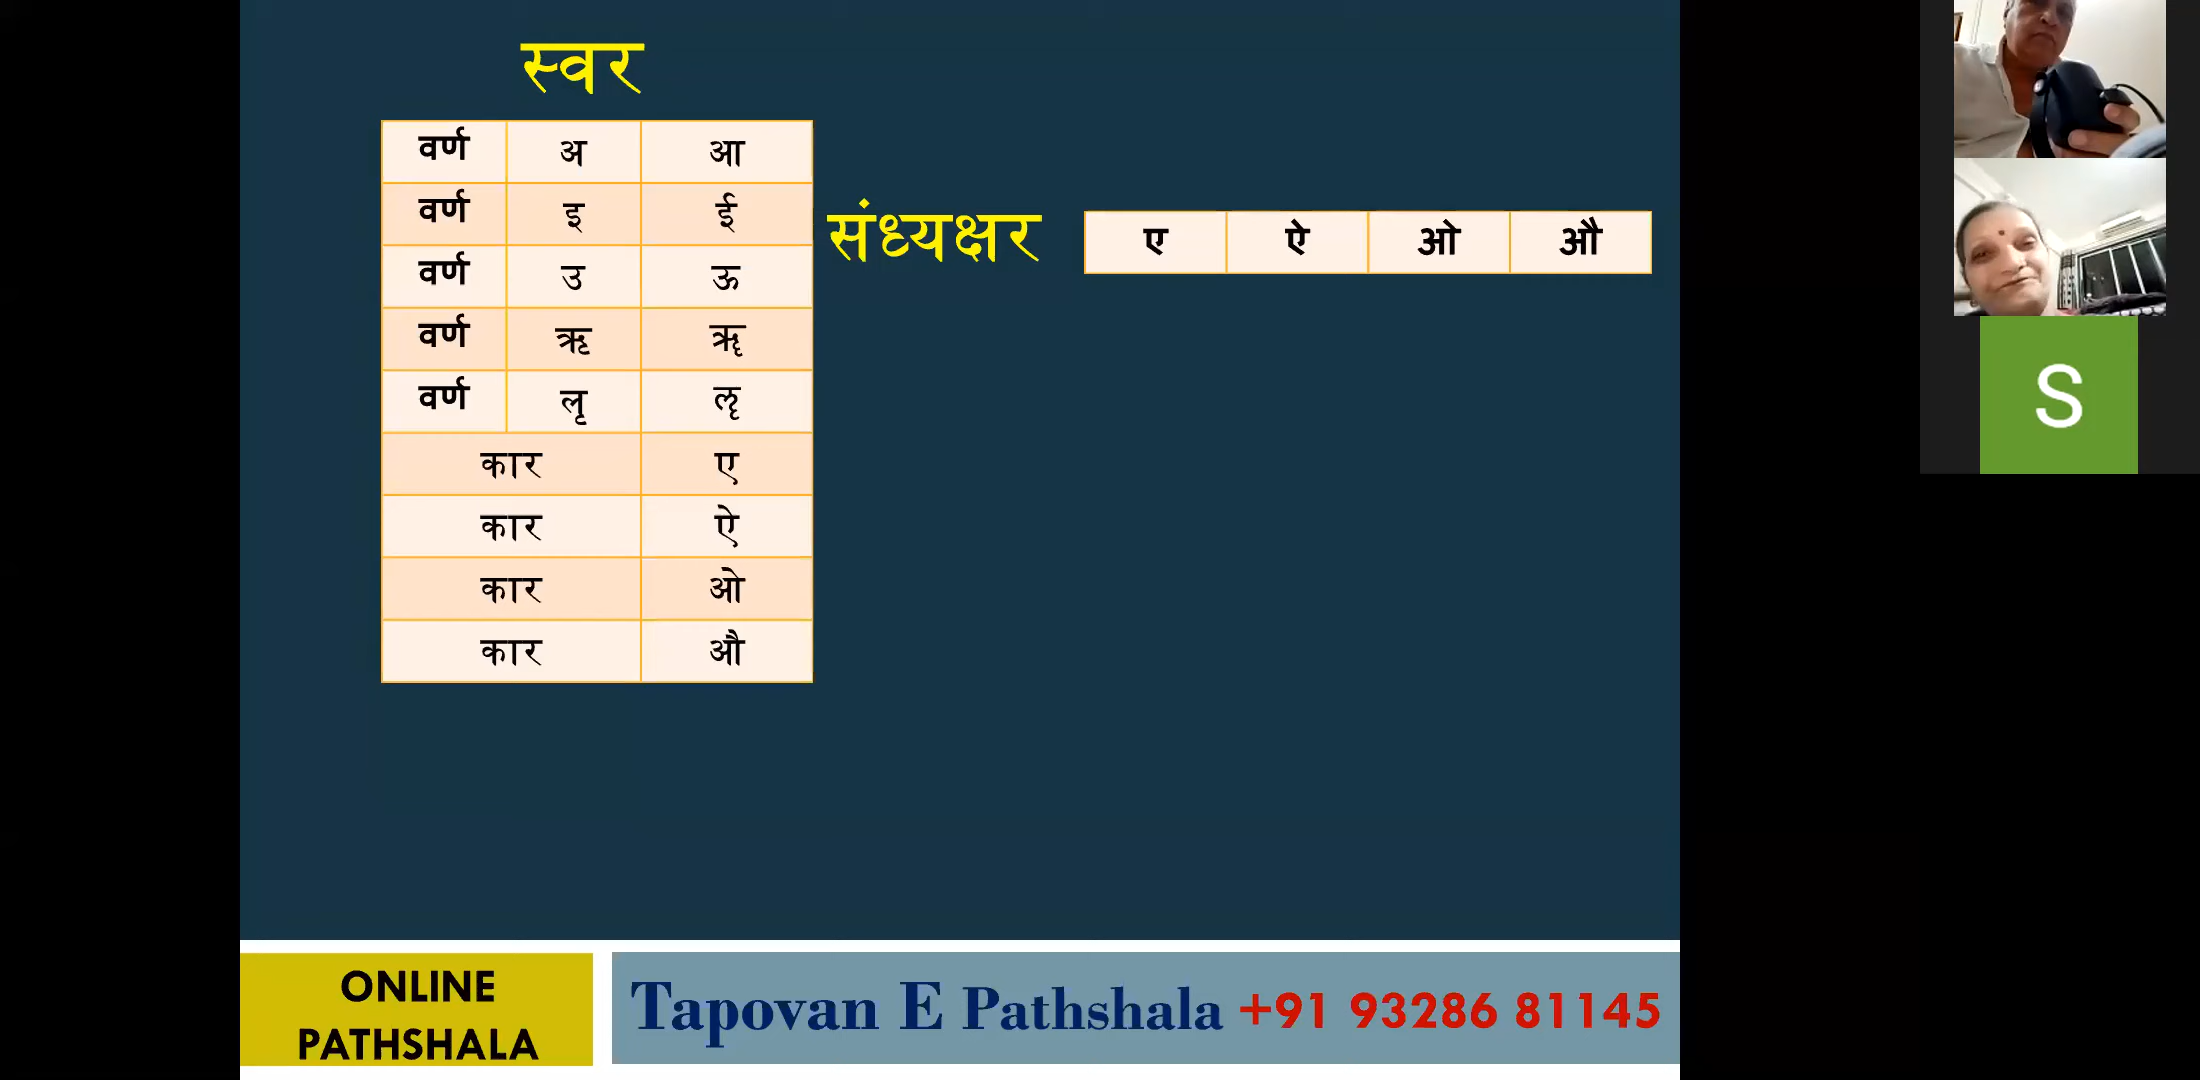 स्वर
वर्ण अ आ
वर्ण इ ई
वर्ण उ ऊ
वर्ण ऋ ॠ
वर्ण लृ ॡ
कार ए
कार ऐ
कार ओ
कार औ
संध्यक्षर ए ऐ ओ औ
S
ONLINE
PATHSHALA
Tapovan E Pathshala +91 93286 81145